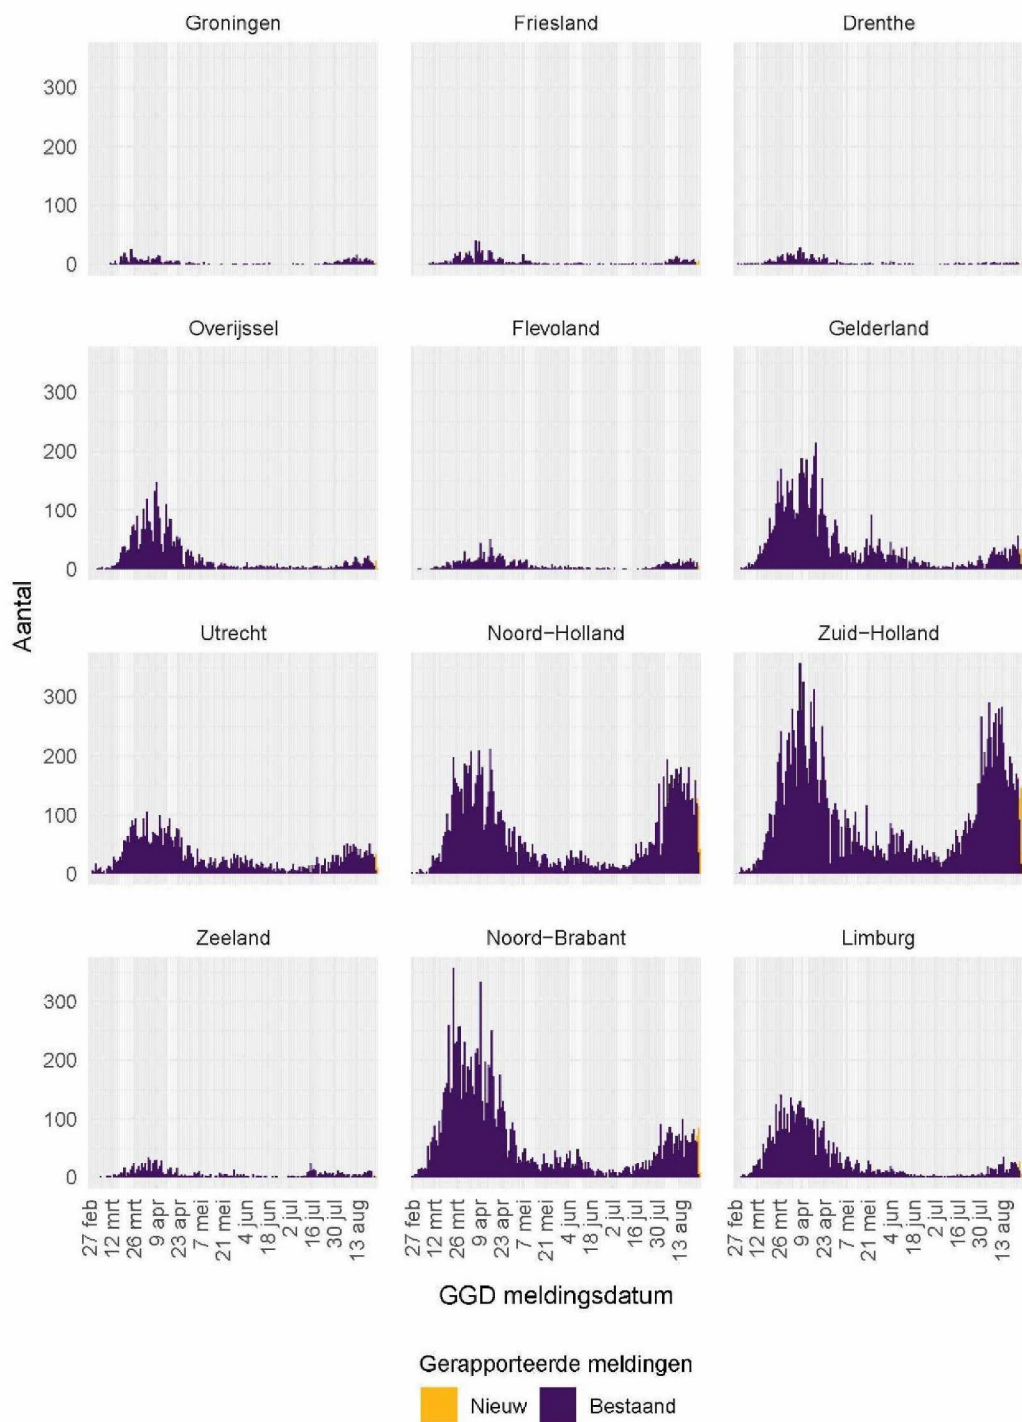 Groningen Friesland Drenthe
300
200
100
0
Overijssel Flevoland Gelderland
300
200
100
0
Aantal
Utrecht Noord-Holland Zuid-Holland
300
200
100
0
Zeeland Noord-Brabant Limburg
300
200
100
0
27 feb 12 mrt 26 mrt 9 apr 23 apr 7 mei 21 mei 4 jun 18 jun 2 jul 16 jul 30 jul 13 aug 27 feb 12 mrt 26 mrt 9 apr 23 apr 7 mei 21 mei 4 jun 18 jun 2 jul 16 jul 30 jul 13 aug 27 feb 12 mrt 26 mrt 9 apr 23 apr 7 mei 21 mei 4 jun 18 jun 2 jul 16 jul 30 jul 13 aug
GGD meldingsdatum
Gerapporteerde meldingen
Nieuw Bestaand